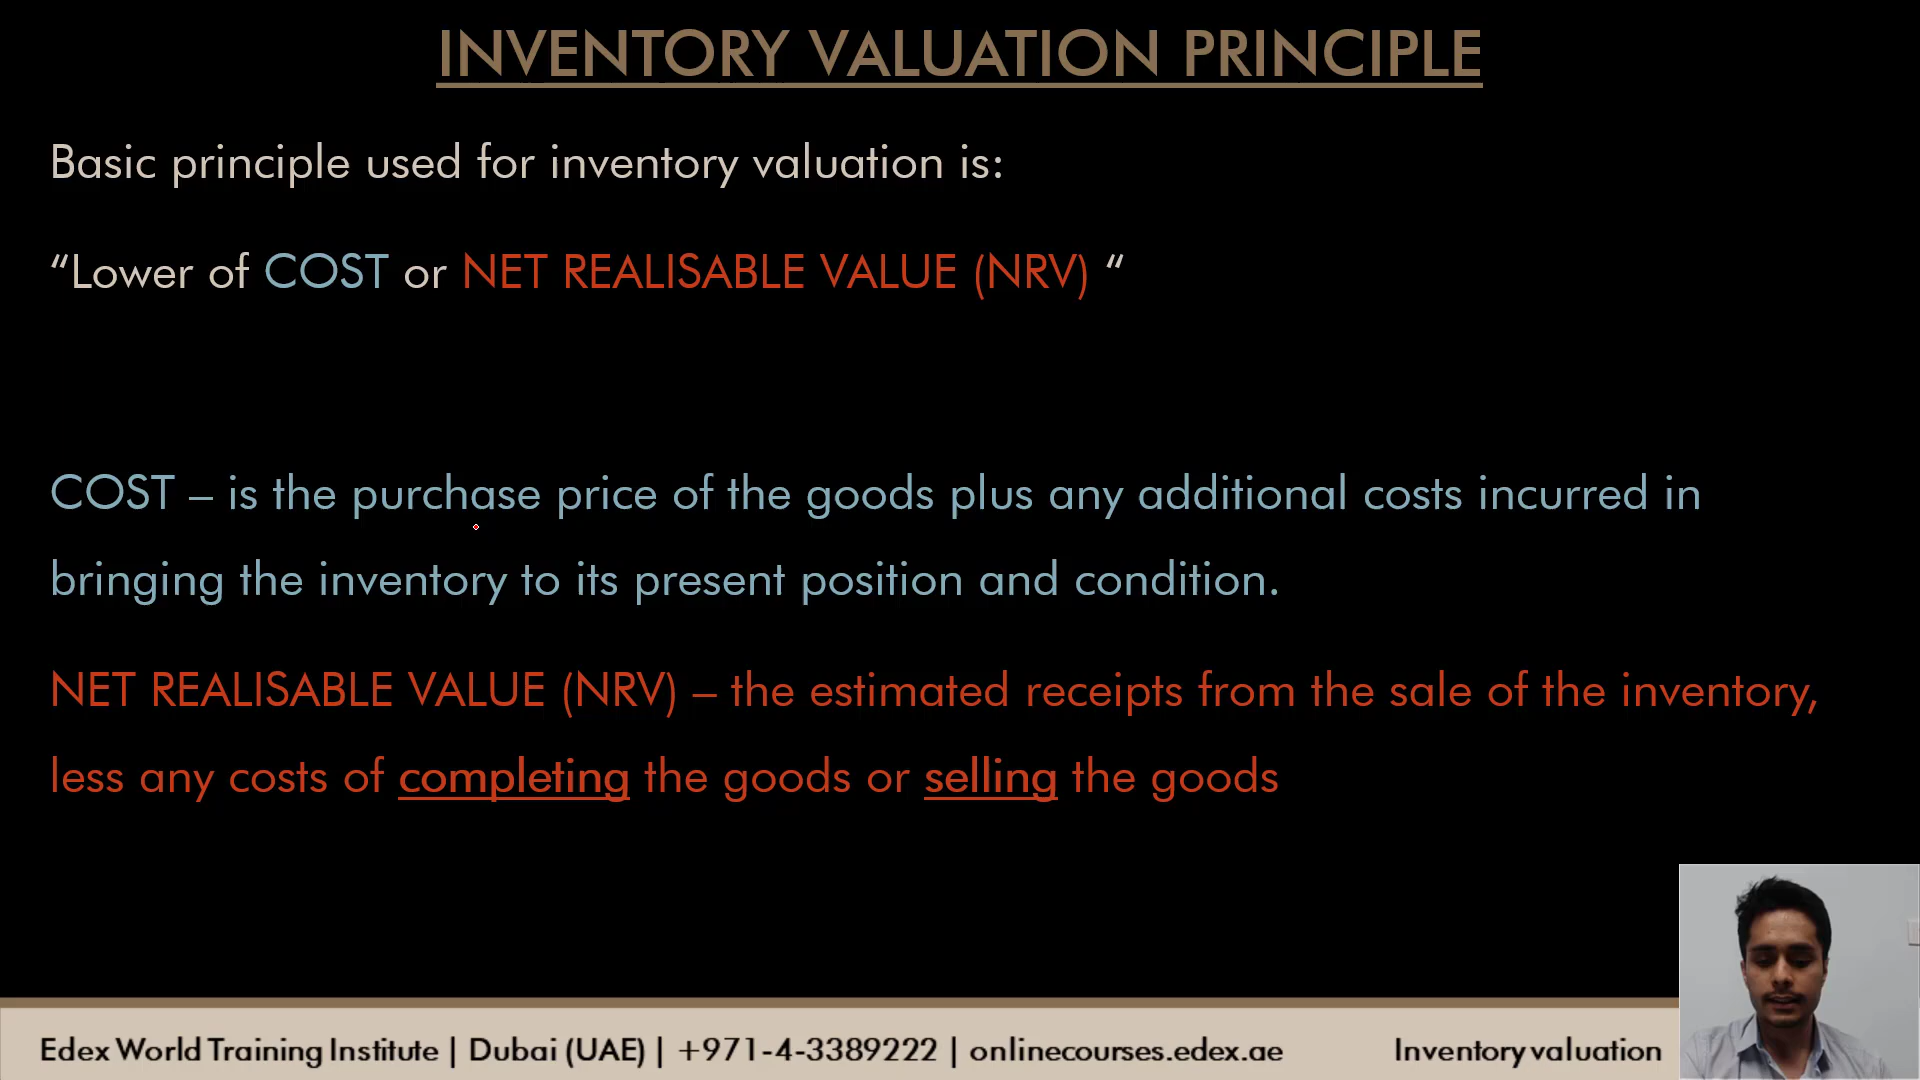 INVENTORY VALUATION PRINCIPLE
Basic principle used for inventory valuation is:
“Lower of COST or NET REALISABLE VALUE (NRV) “
COST – is the purchase price of the goods plus any additional costs incurred in
bringing the inventory to its present position and condition.
NET REALISABLE VALUE (NRV) – the estimated receipts from the sale of the inventory,
less any costs of completing the goods or selling the goods
Edex World Training Institute | Dubai (UAE) | +971-4-3389222 | onlinecourses.edex.ae Inventory valuation